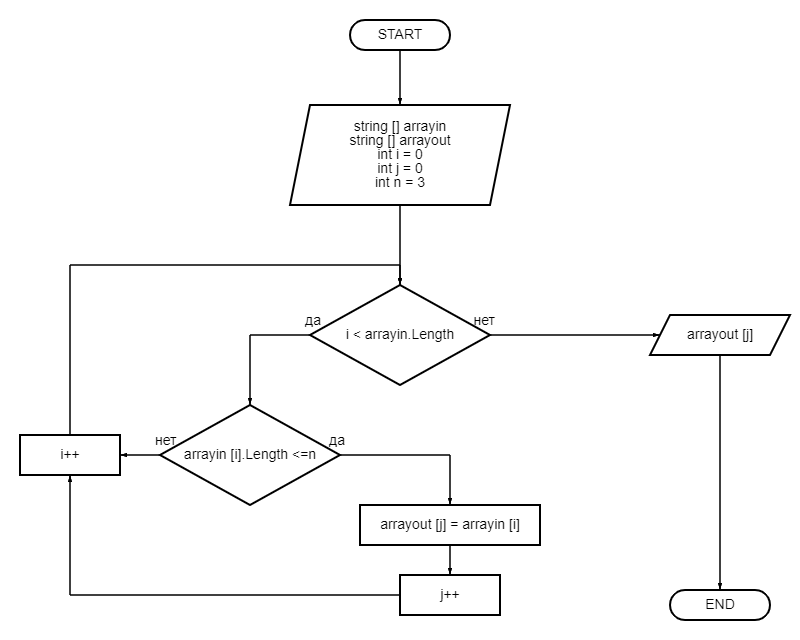 START
string [] arrayin
string [] arrayout
int i = 0
int j = 0
int n = 3
да
i < arrayin.Length
нет
arrayout [j]
i++
нет
arrayin [i].Length <=n
да
arrayout [j] = arrayin [i]
j++
END